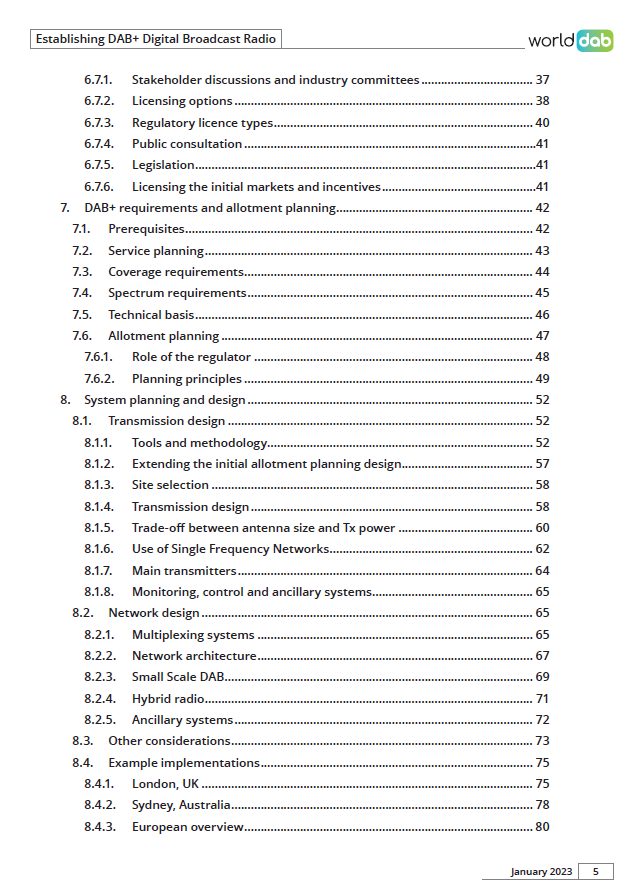 Establishing DAB+ Digital Broadcast Radio
world dab
6.7.1. Stakeholder discussions and industry committees 37
6.7.2. Licensing options 38
6.7.3. Regulatory licence types 40
6.7.4. Public consultation 41
6.7.5. Legislation 41
6.7.6. Licensing the initial markets and incentives 41
7. DAB+ requirements and allotment planning 42
7.1. Prerequisites 42
7.2. Service planning 43
7.3. Coverage requirements 44
7.4. Spectrum requirements 45
7.5. Technical basis 46
7.6. Allotment planning 47
7.6.1. Role of the regulator 48
7.6.2. Planning principles 49
8. System planning and design 52
8.1. Transmission design 52
8.1.1. Tools and methodology 52
8.1.2. Extending the initial allotment planning design 57
8.1.3. Site selection 58
8.1.4. Transmission design 58
8.1.5. Trade-off between antenna size and Tx power 60
8.1.6. Use of Single Frequency Networks 62
8.1.7. Main transmitters 64
8.1.8. Monitoring, control and ancillary systems 65
8.2. Network design 65
8.2.1. Multiplexing systems 65
8.2.2. Network architecture 67
8.2.3. Small Scale DAB 69
8.2.4. Hybrid radio 71
8.2.5. Ancillary systems 72
8.3. Other considerations 73
8.4. Example implementations 75
8.4.1. London, UK 75
8.4.2. Sydney, Australia 78
8.4.3. European overview 80
January 2023 5